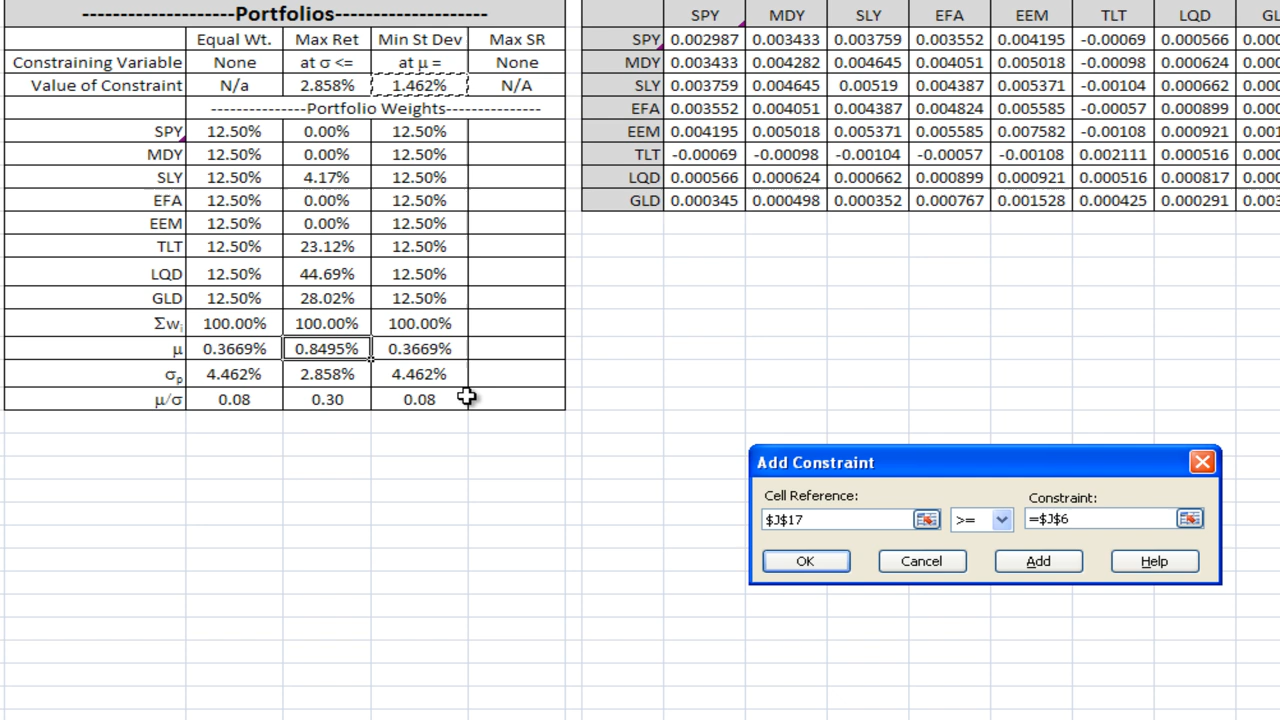 --------------------Portfolios--------------------
Equal Wt. Max Ret Min St Dev Max SR
Constraining Variable None at σ <= at μ = None
Value of Constraint N/a 2.858% 1.462% N/A
---------------Portfolio Weights---------------
SPY 12.50% 0.00% 12.50%
MDY 12.50% 0.00% 12.50%
SLY 12.50% 4.17% 12.50%
EFA 12.50% 0.00% 12.50%
EEM 12.50% 0.00% 12.50%
TLT 12.50% 23.12% 12.50%
LQD 12.50% 44.69% 12.50%
GLD 12.50% 28.02% 12.50%
Σwi 100.00% 100.00% 100.00%
μ 0.3669% 0.8495% 0.3669%
σp 4.462% 2.858% 4.462%
μ/σ 0.08 0.30 0.08
SPY MDY SLY EFA EEM TLT LQD
SPY 0.002987 0.003433 0.003759 0.003552 0.004195 -0.00069 0.000566
MDY 0.003433 0.004282 0.004645 0.004051 0.005018 -0.00098 0.000624
SLY 0.003759 0.004645 0.00519 0.004387 0.005371 -0.00104 0.000662
EFA 0.003552 0.004051 0.004387 0.004824 0.005585 -0.00057 0.000899
EEM 0.004195 0.005018 0.005371 0.005585 0.007582 -0.00108 0.000921
TLT -0.00069 -0.00098 -0.00104 -0.00057 -0.00108 0.002111 0.000516
LQD 0.000566 0.000624 0.000662 0.000899 0.000921 0.000516 0.000817
GLD 0.000345 0.000498 0.000352 0.000767 0.001528 0.000425 0.000291
Add Constraint
Cell Reference: Constraint:
$J$17 >= =$J$6
OK Cancel Add Help